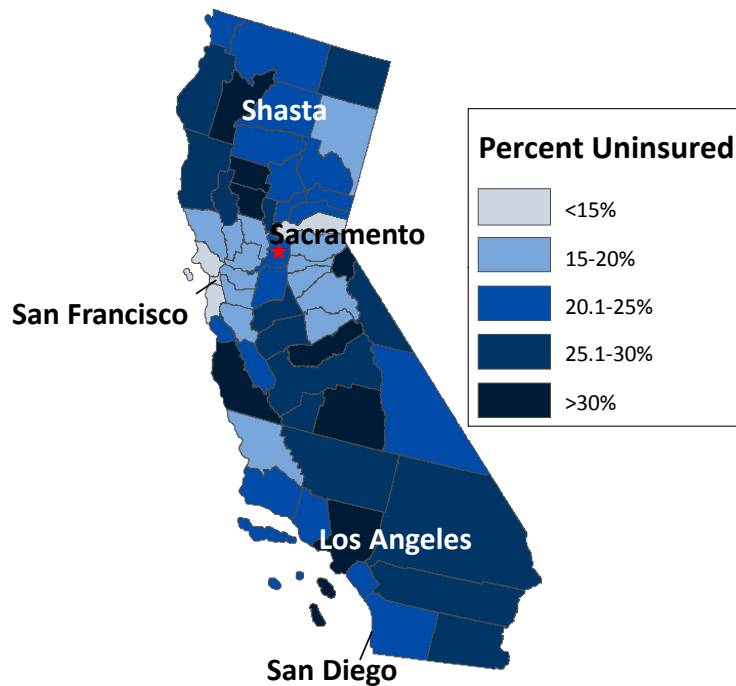 Shasta
Percent Uninsured
<15%
Sacramento
15-20%
San Francisco
20.1-25%
25.1-30%
>30%
Los Angeles
San Diego